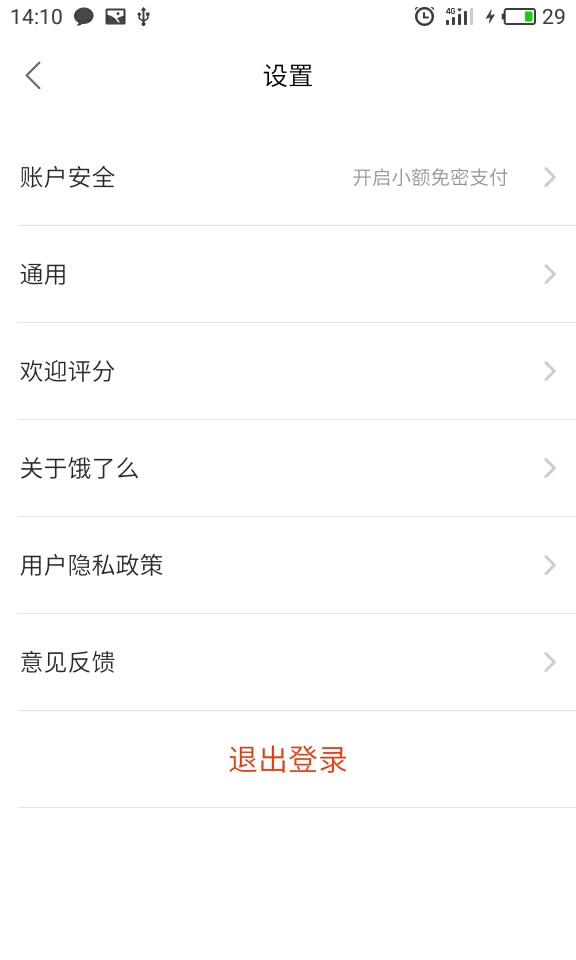 14:10
4G
29
设置
账户安全
开启小额免密支付
通用
欢迎评分
关于饿了么
用户隐私政策
意见反馈
退出登录